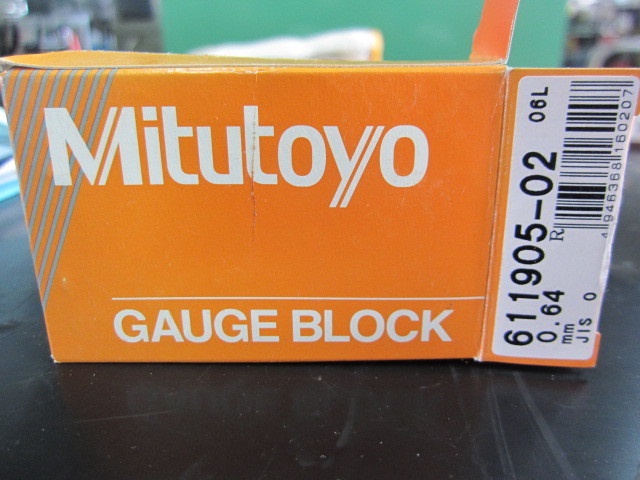 Mitutoyo
GAUGE BLOCK
611905-02 06L
0.64 R
mm
JIS 0
4946368160207